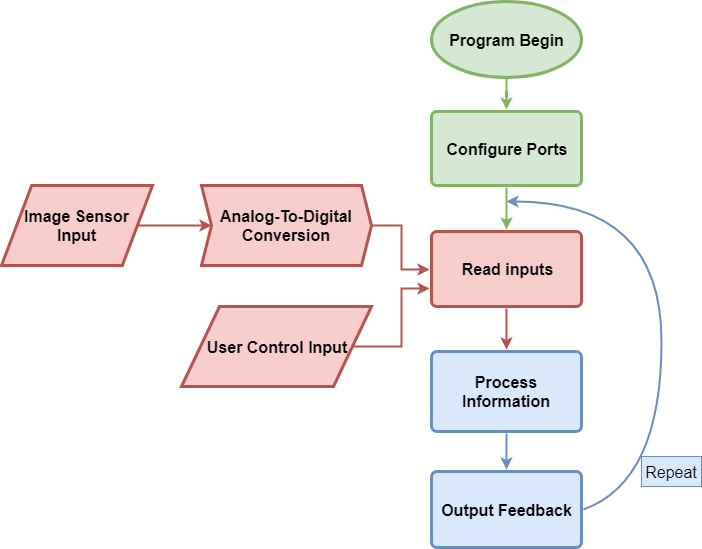 Program Begin
Configure Ports
Image Sensor
Input
Analog-To-Digital
Conversion
Read inputs
User Control Input
Process
Information
Repeat
Output Feedback